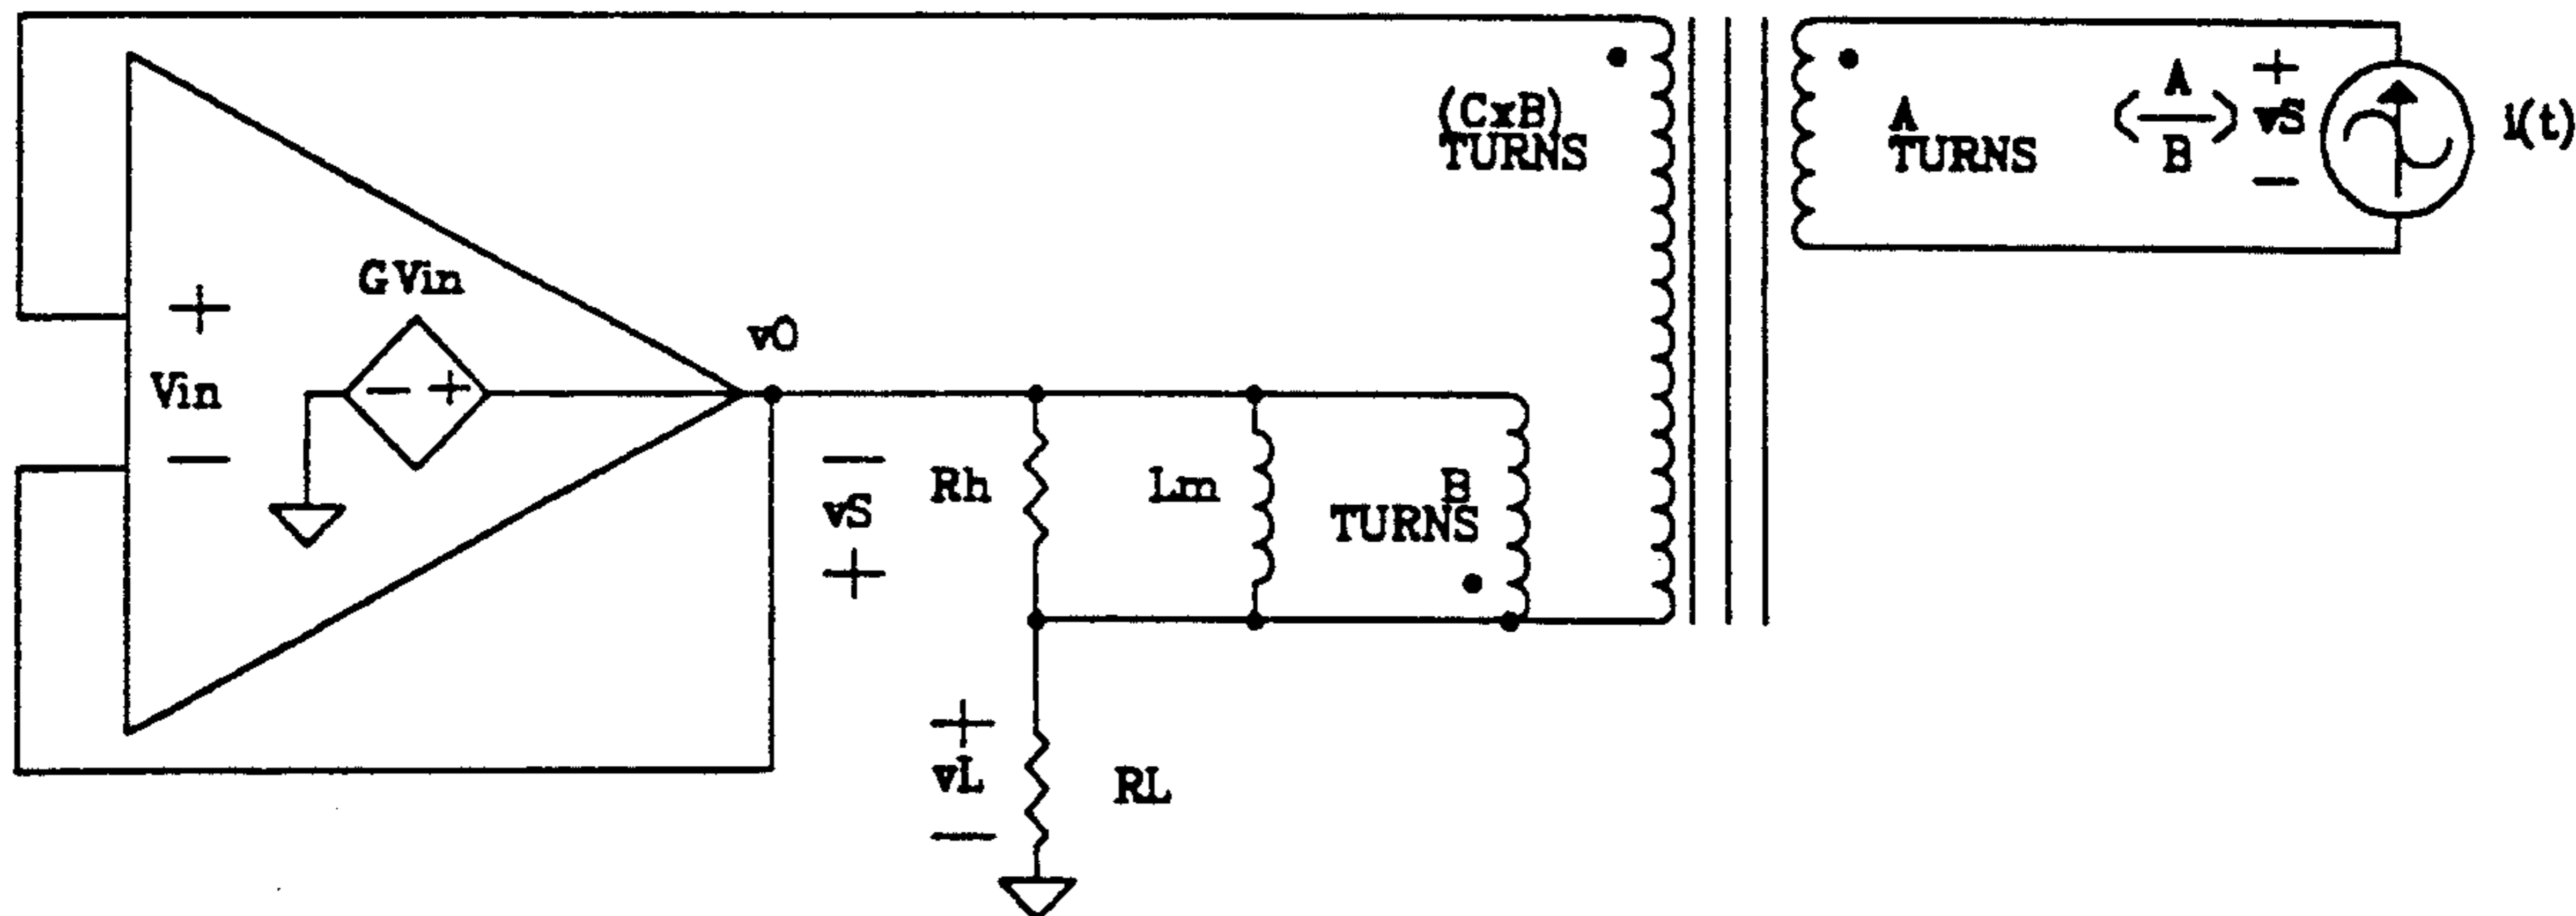 (CxB)
TURNS
A
TURNS
(A/B) vS
+
−
i(t)
GVin
+
Vin
−
− +
vO
−
vS
+
Rh
Lm
B
TURNS
+
vL
−
RL